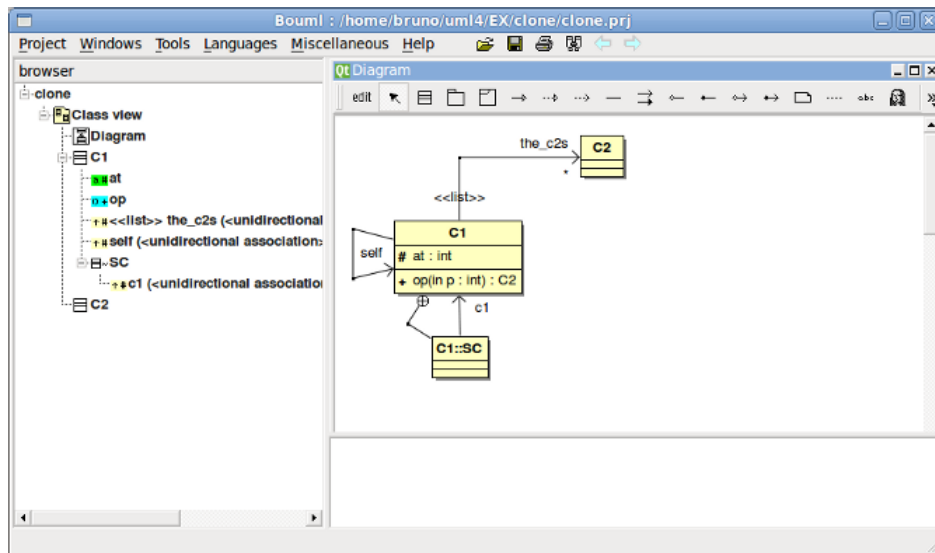 Bouml : /home/bruno/uml4/EX/clone/clone.prj
Project Windows Tools Languages Miscellaneous Help
browser
clone
Class view
Diagram
C1
at
op
<<list>> the_c2s (<unidirectional
self (<unidirectional association>
SC
c1 (<unidirectional association
C2
Qt Diagram
edit
abc
the_c2s
C2
*
<<list>>
C1
self
# at : int
+ op(in p : int) : C2
c1
C1::SC